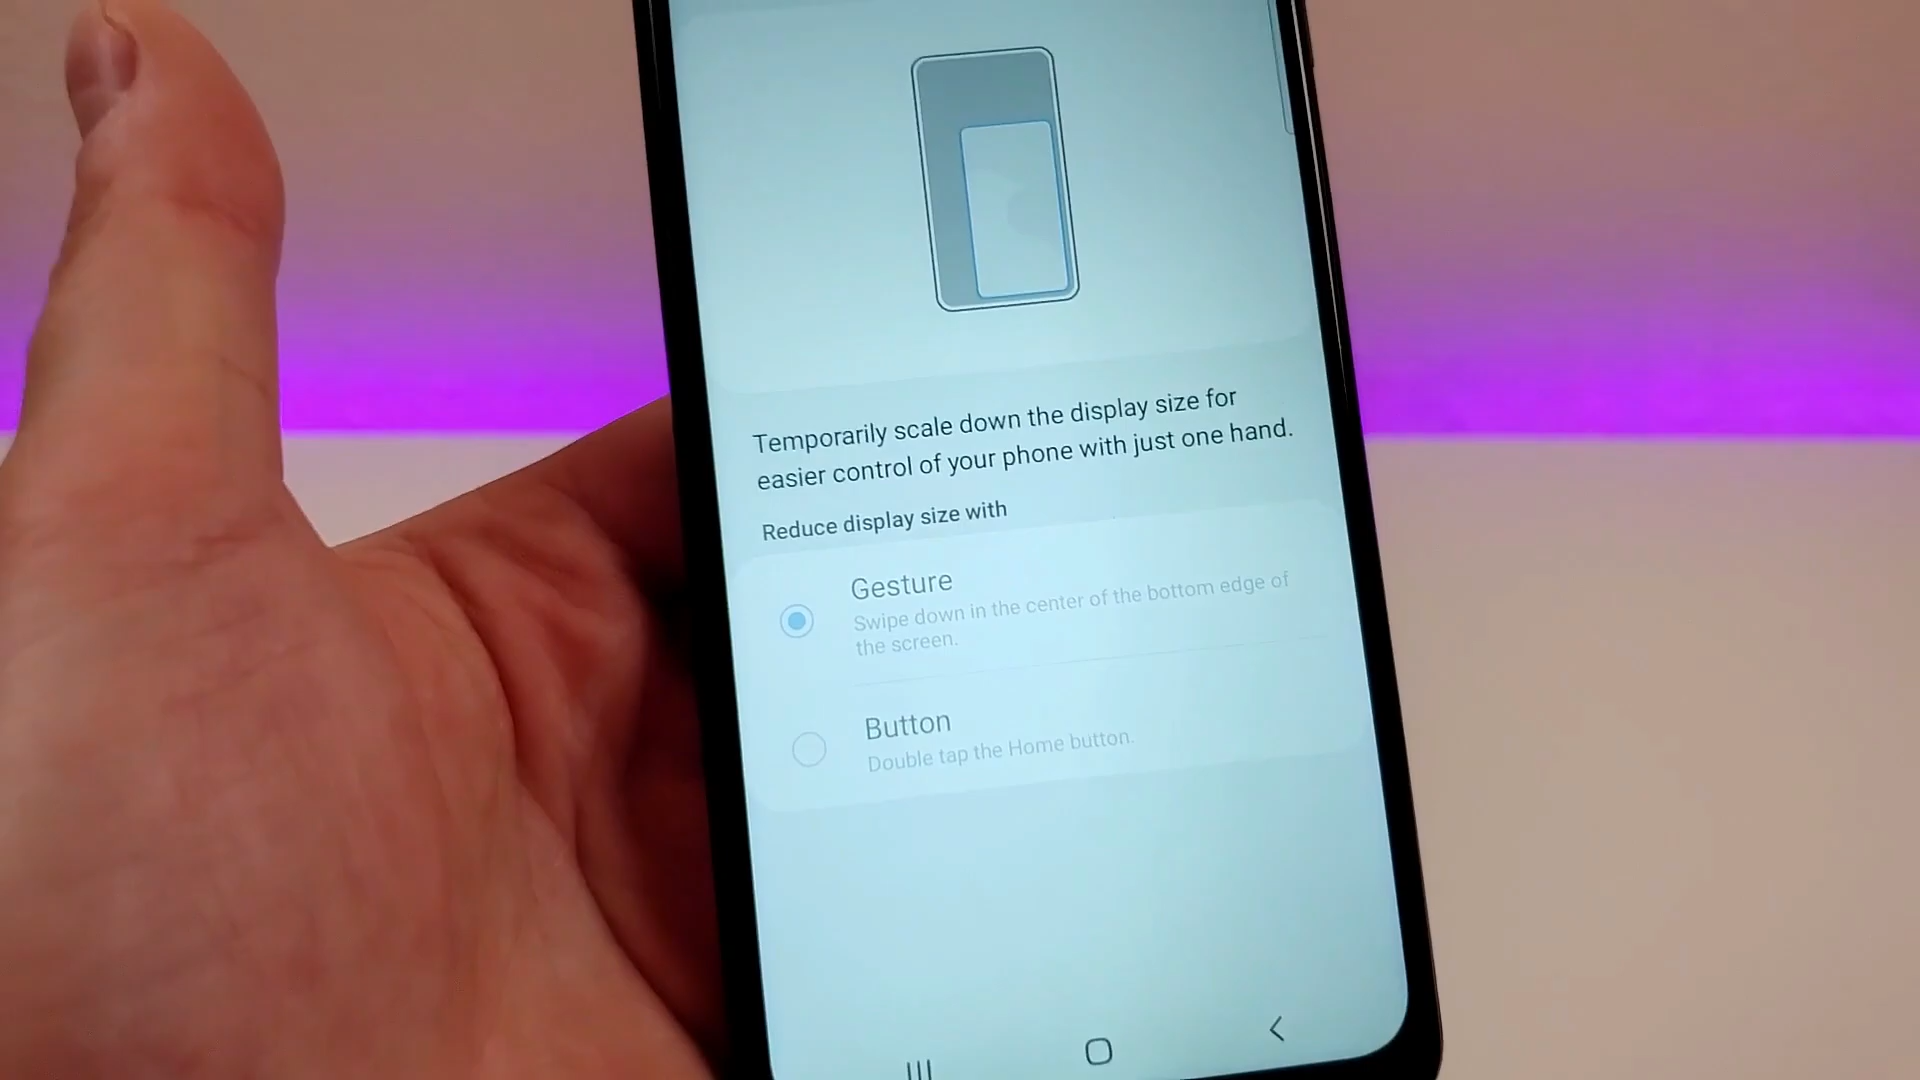 Temporarily scale down the display size for
easier control of your phone with just one hand.
Reduce display size with
Gesture
Swipe down in the center of the bottom edge of
the screen.
Button
Double tap the Home button.